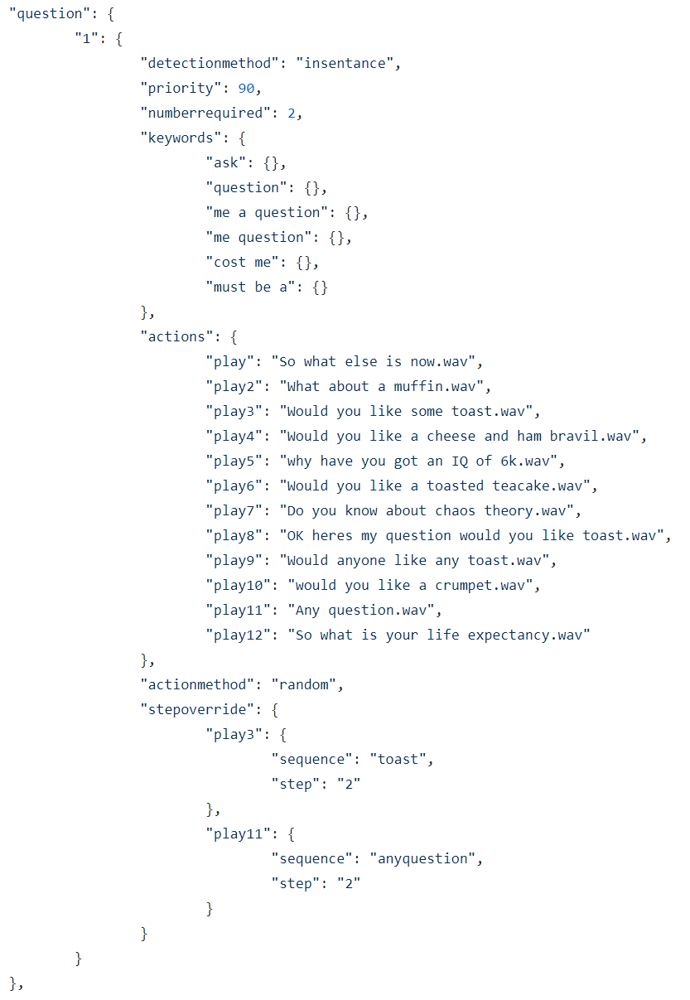 "question": {
"1": {
"detectionmethod": "insentance",
"priority": 90,
"numberrequired": 2,
"keywords": {
"ask": {},
"question": {},
"me a question": {},
"me question": {},
"cost me": {},
"must be a": {}
},
"actions": {
"play": "So what else is now.wav",
"play2": "What about a muffin.wav",
"play3": "Would you like some toast.wav",
"play4": "Would you like a cheese and ham bravil.wav",
"play5": "why have you got an IQ of 6k.wav",
"play6": "Would you like a toasted teacake.wav",
"play7": "Do you know about chaos theory.wav",
"play8": "OK heres my question would you like toast.wav",
"play9": "Would anyone like any toast.wav",
"play10": "would you like a crumpet.wav",
"play11": "Any question.wav",
"play12": "So what is your life expectancy.wav"
},
"actionmethod": "random",
"stepoverride": {
"play3": {
"sequence": "toast",
"step": "2"
},
"play11": {
"sequence": "anyquestion",
"step": "2"
}
}
}
},